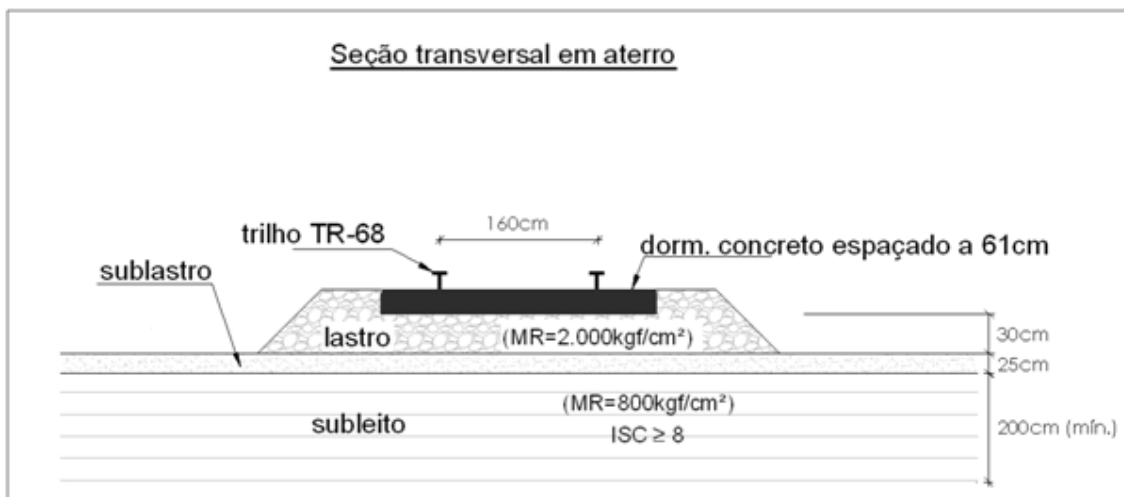 Seção transversal em aterro
160cm
trilho TR-68
dorm. concreto espaçado a 61cm
sublastro
lastro (MR=2.000kgf/cm²)
30cm
25cm
(MR=800kgf/cm²)
subleito
ISC ≥ 8
200cm (mín.)